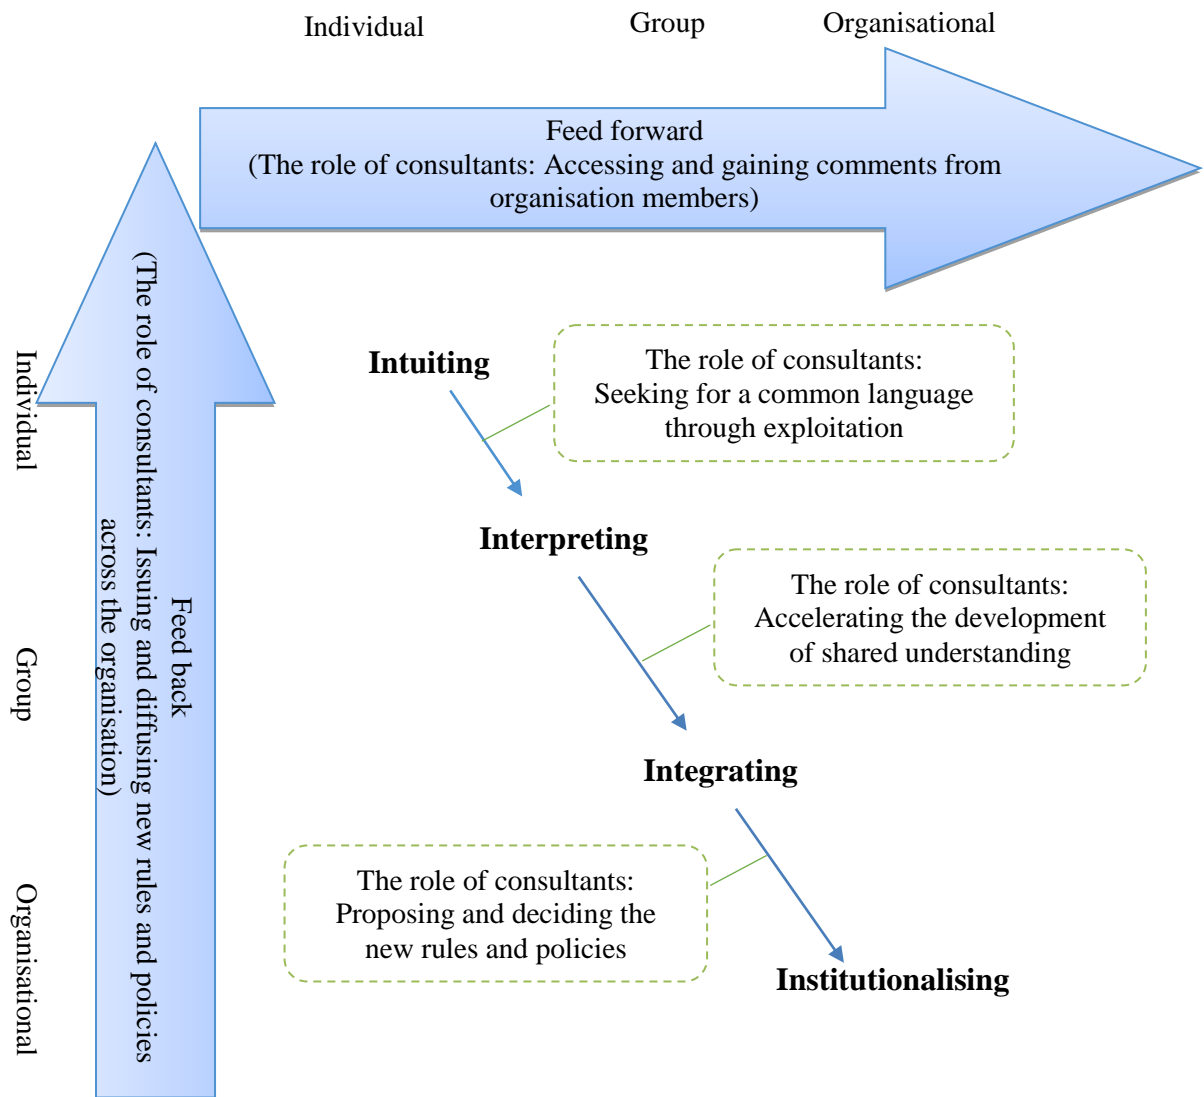 Individual
Group
Organisational
Feed forward
(The role of consultants: Accessing and gaining comments from
organisation members)
Individual
Group
Organisational
Feed back
(The role of consultants: Issuing and diffusing new rules and policies
across the organisation)
Intuiting
The role of consultants:
Seeking for a common language
through exploitation
Interpreting
The role of consultants:
Accelerating the development
of shared understanding
Integrating
The role of consultants:
Proposing and deciding the
new rules and policies
Institutionalising